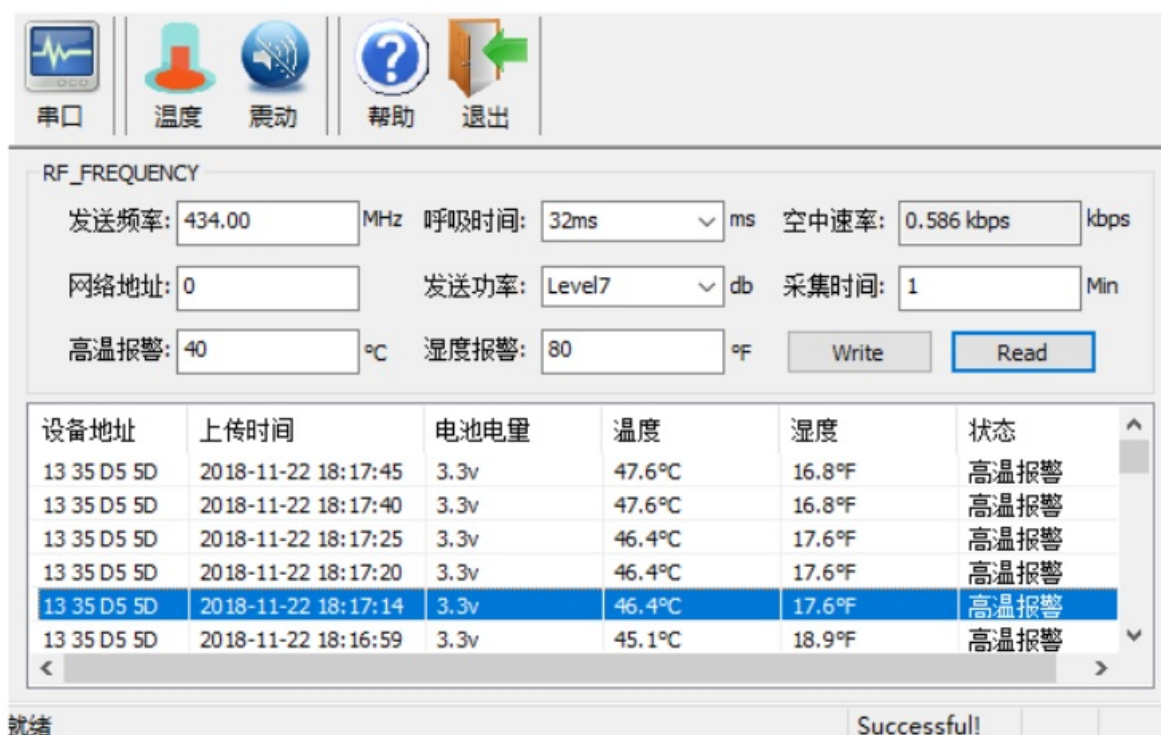 串口 温度 震动 帮助 退出
RF_FREQUENCY
发送频率: 434.00 MHz 呼吸时间: 32ms ms 空中速率: 0.586 kbps kbps
网络地址: 0 发送功率: Level7 db 采集时间: 1 Min
高温报警: 40 ℃ 湿度报警: 80 ℉ Write Read
设备地址 上传时间 电池电量 温度 湿度 状态
13 35 D5 5D 2018-11-22 18:17:45 3.3v 47.6℃ 16.8℉ 高温报警
13 35 D5 5D 2018-11-22 18:17:40 3.3v 47.6℃ 16.8℉ 高温报警
13 35 D5 5D 2018-11-22 18:17:25 3.3v 46.4℃ 17.6℉ 高温报警
13 35 D5 5D 2018-11-22 18:17:20 3.3v 46.4℃ 17.6℉ 高温报警
13 35 D5 5D 2018-11-22 18:17:14 3.3v 46.4℃ 17.6℉ 高温报警
13 35 D5 5D 2018-11-22 18:16:59 3.3v 45.1℃ 18.9℉ 高温报警
就绪 Successful!